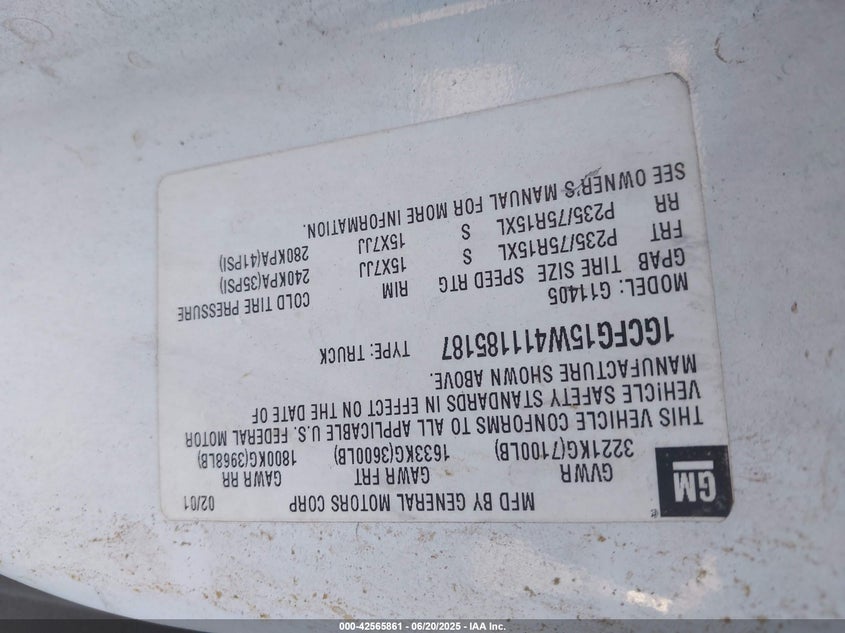 GM
MFD BY GENERAL MOTORS CORP 02/01
GVWR GAWR FRT GAWR RR
3221KG(7100LB) 1633KG(3600LB) 1800KG(3968LB)
THIS VEHICLE CONFORMS TO ALL APPLICABLE U.S. FEDERAL MOTOR
VEHICLE SAFETY STANDARDS IN EFFECT ON THE DATE OF
MANUFACTURE SHOWN ABOVE.
1GCFG15W411185187 TYPE: TRUCK
MODEL: G11405
GPAB TIRE SIZE SPEED RTG RIM COLD TIRE PRESSURE
FRT P235/75R15XL S 15X7JJ 240KPA(35PSI)
RR P235/75R15XL S 15X7JJ 280KPA(41PSI)
SEE OWNER'S MANUAL FOR MORE INFORMATION.
000-42565861 - 06/20/2025 - IAA Inc.